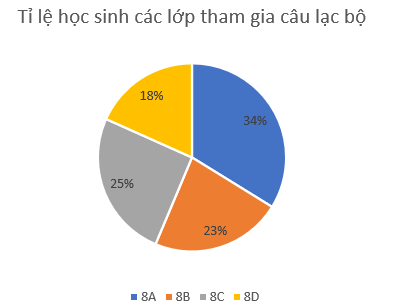 Tỉ lệ học sinh các lớp tham gia câu lạc bộ
18%
34%
25%
23%
8A 8B 8C 8D